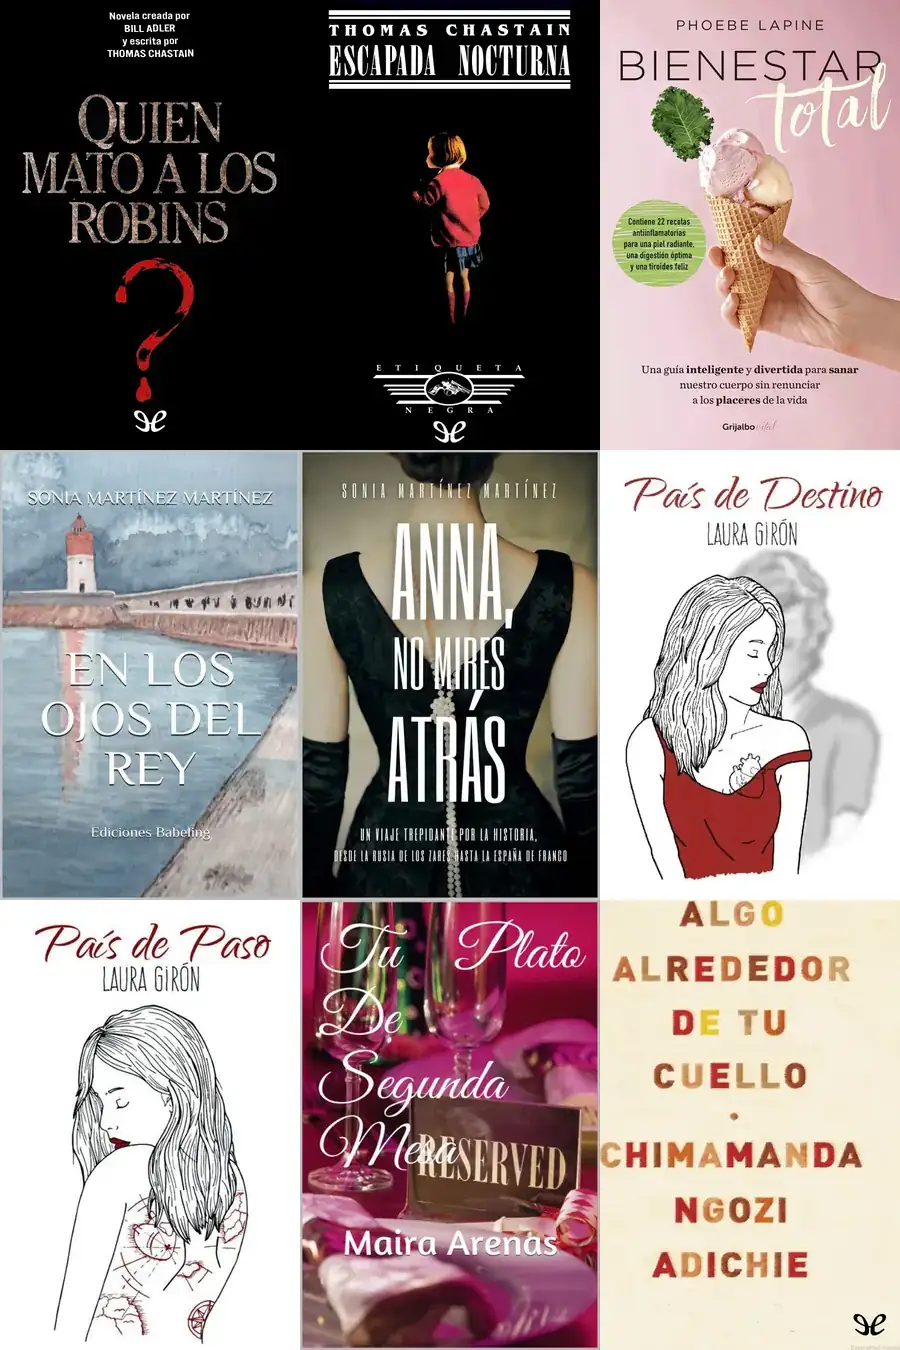 Novela creada por
BILL ADLER
y escrita por
THOMAS CHASTAIN
QUIEN
MATO A LOS
ROBINS
?
THOMAS CHASTAIN
ESCAPADA NOCTURNA
ETIQUETA
NEGRA
PHOEBE LAPINE
BIENESTAR
total
Contiene 22 recetas
antiinflamatorias
para una piel radiante,
una digestión óptima
y una tiroides feliz
Una guía inteligente y divertida para sanar
nuestro cuerpo sin renunciar
a los placeres de la vida
Grijalbo vital
SONIA MARTÍNEZ MARTÍNEZ
EN LOS
OJOS DEL
REY
Ediciones Babeling
SONIA MARTÍNEZ MARTÍNEZ
ANNA,
NO MIRES
ATRÁS
UN VIAJE TREPIDANTE POR LA HISTORIA,
DESDE LA RUSIA DE LOS ZARES HASTA LA ESPAÑA DE FRANCO
País de Destino
LAURA GIRÓN
País de Paso
LAURA GIRÓN
Tu Plato
De
Segunda
Mesa
RESERVED
Maira Arenas
ALGO
ALREDEDOR
DE TU
CUELLO
·
CHIMAMANDA
NGOZI
ADICHIE